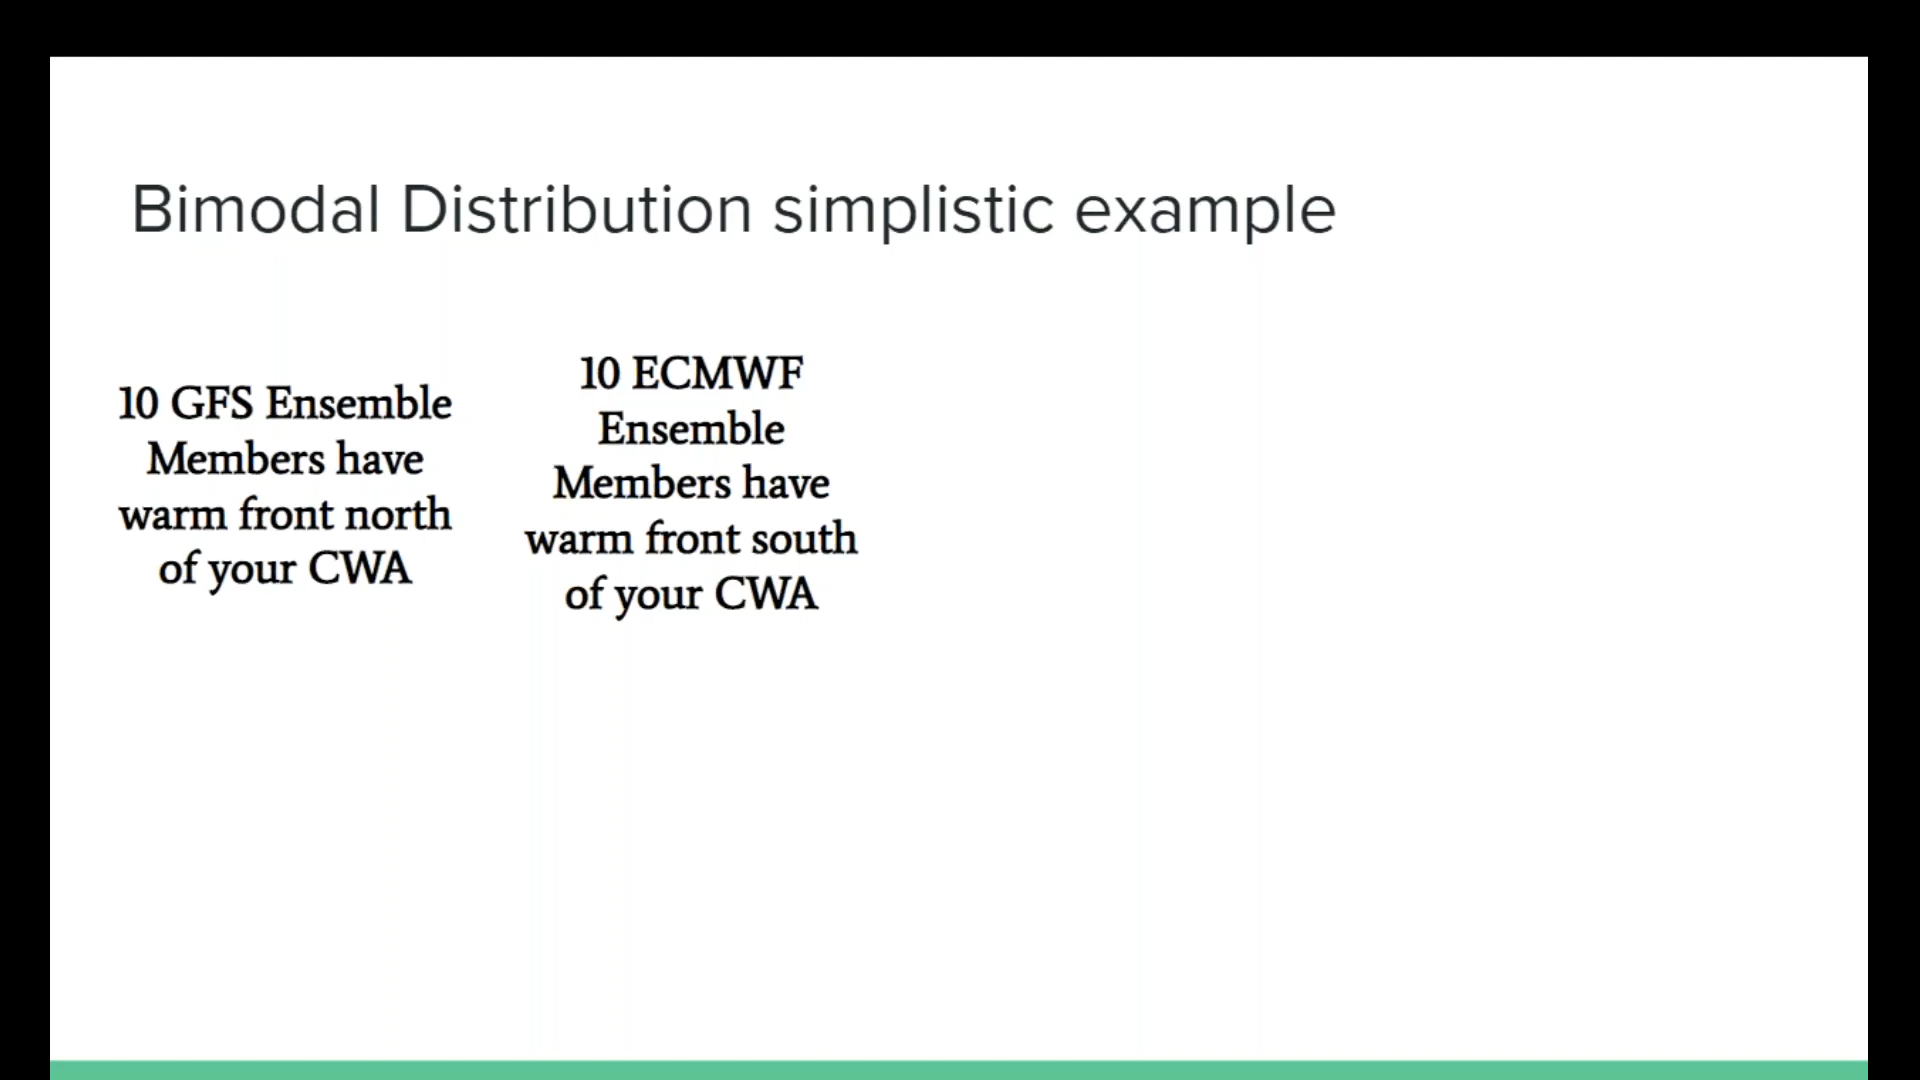 Bimodal Distribution simplistic example
10 GFS Ensemble
Members have
warm front north
of your CWA
10 ECMWF
Ensemble
Members have
warm front south
of your CWA